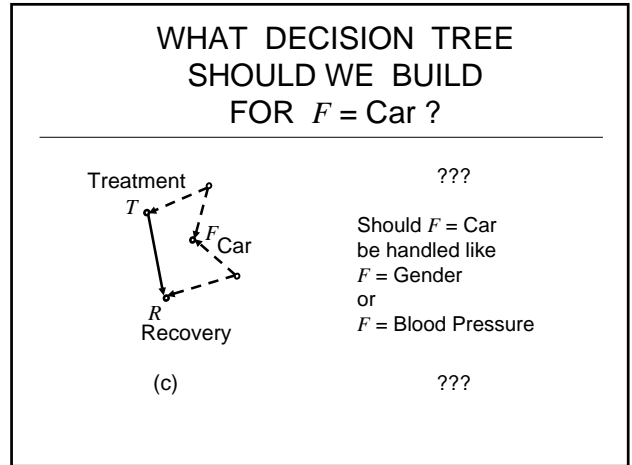 WHAT DECISION TREE
SHOULD WE BUILD
FOR F = Car ?
Treatment
T
F
Car
R
Recovery
(c)
???
Should F = Car
be handled like
F = Gender
or
F = Blood Pressure
???